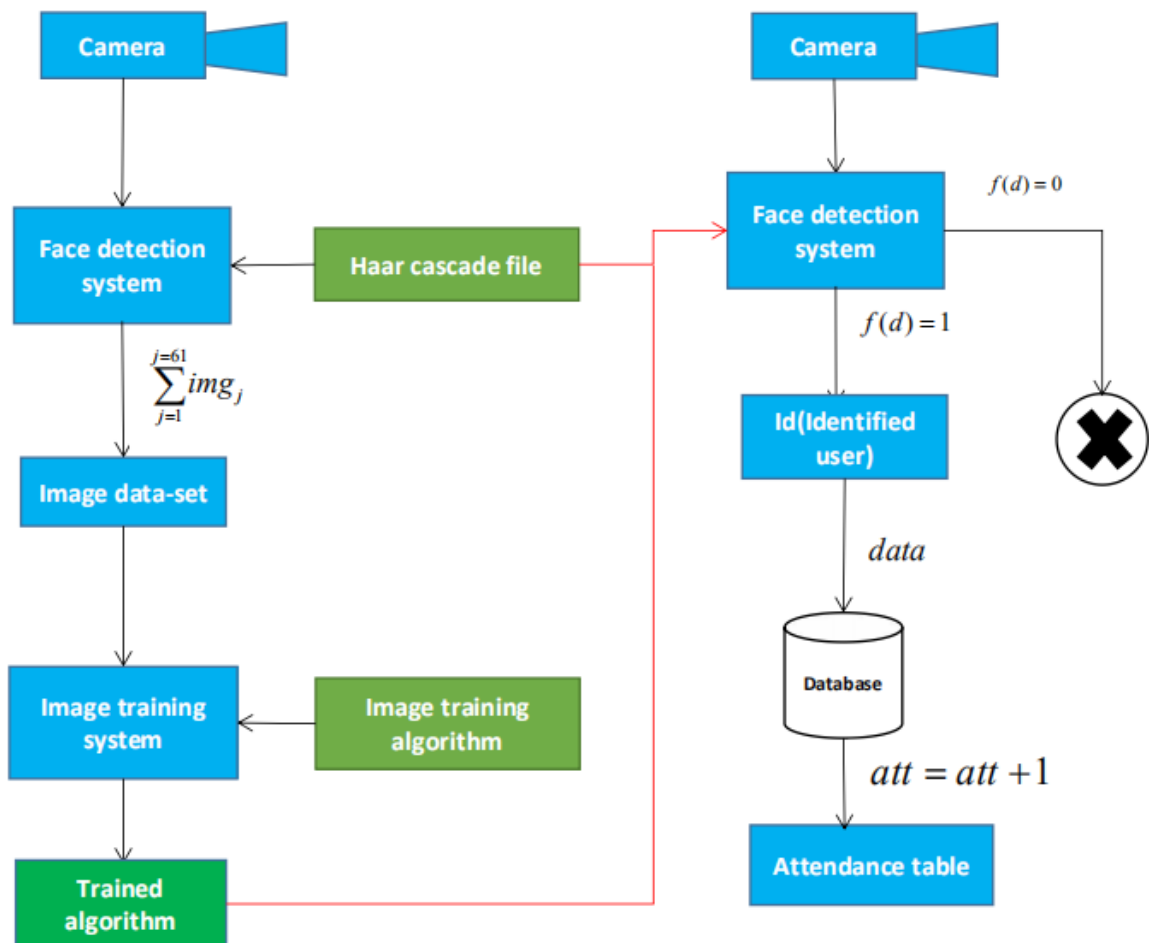 Camera
Face detection
system
Haar cascade file
j=61
∑ img_j
j=1
Image data-set
Image training
system
Image training
algorithm
Trained
algorithm
Camera
Face detection
system
f(d)=0
f(d)=1
Id(Identified
user)
data
Database
att=att+1
Attendance table